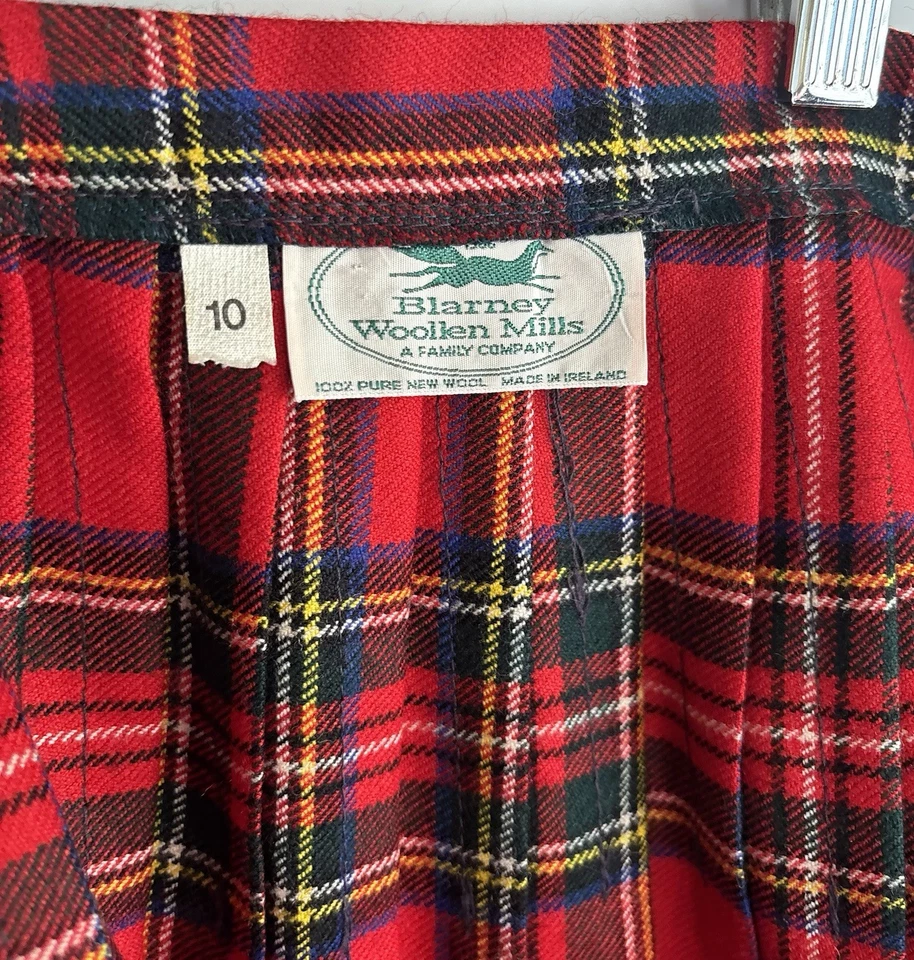 10
Blarney
Woollen Mills
A FAMILY COMPANY
100% PURE NEW WOOL MADE IN IRELAND